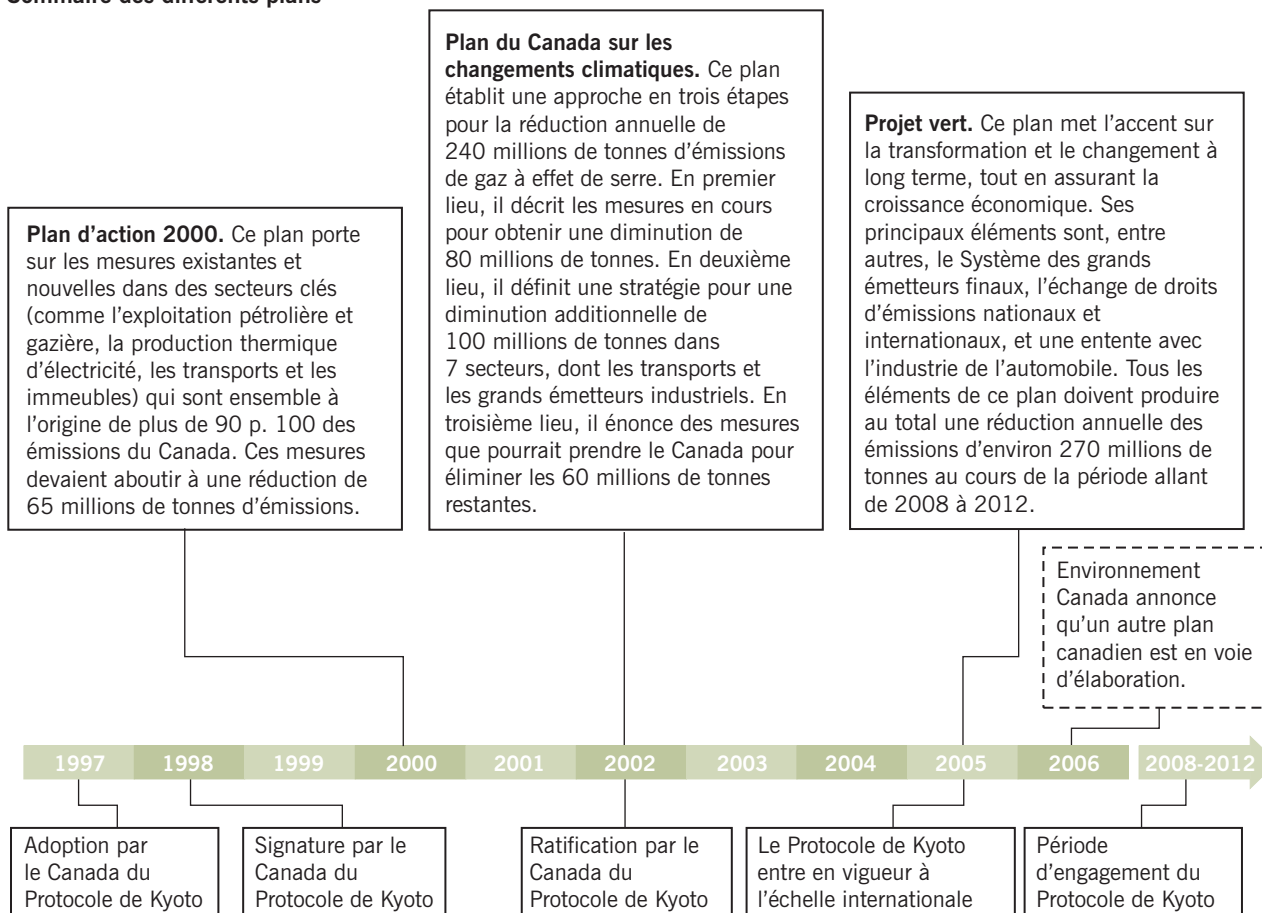 Sommaire des différents plans
Plan d'action 2000. Ce plan porte
sur les mesures existantes et
nouvelles dans des secteurs clés
(comme l'exploitation pétrolière et
gazière, la production thermique
d'électricité, les transports et les
immeubles) qui sont ensemble à
l'origine de plus de 90 p. 100 des
émissions du Canada. Ces mesures
devaient aboutir à une réduction de
65 millions de tonnes d'émissions.
Plan du Canada sur les
changements climatiques. Ce plan
établit une approche en trois étapes
pour la réduction annuelle de
240 millions de tonnes d'émissions
de gaz à effet de serre. En premier
lieu, il décrit les mesures en cours
pour obtenir une diminution de
80 millions de tonnes. En deuxième
lieu, il définit une stratégie pour une
diminution additionnelle de
100 millions de tonnes dans
7 secteurs, dont les transports et
les grands émetteurs industriels. En
troisième lieu, il énonce des mesures
que pourrait prendre le Canada pour
éliminer les 60 millions de tonnes
restantes.
Projet vert. Ce plan met l'accent sur
la transformation et le changement à
long terme, tout en assurant la
croissance économique. Ses
principaux éléments sont, entre
autres, le Système des grands
émetteurs finaux, l'échange de droits
d'émissions nationaux et
internationaux, et une entente avec
l'industrie de l'automobile. Tous les
éléments de ce plan doivent produire
au total une réduction annuelle des
émissions d'environ 270 millions de
tonnes au cours de la période allant
de 2008 à 2012.
Environnement
Canada annonce
qu'un autre plan
canadien est en voie
d'élaboration.
1997 1998 1999 2000 2001 2002 2003 2004 2005 2006 2008-2012
Adoption par
le Canada du
Protocole de Kyoto
Signature par le
Canada du
Protocole de Kyoto
Ratification par le
Canada du
Protocole de Kyoto
Le Protocole de Kyoto
entre en vigueur à
l'échelle internationale
Période
d'engagement du
Protocole de Kyoto